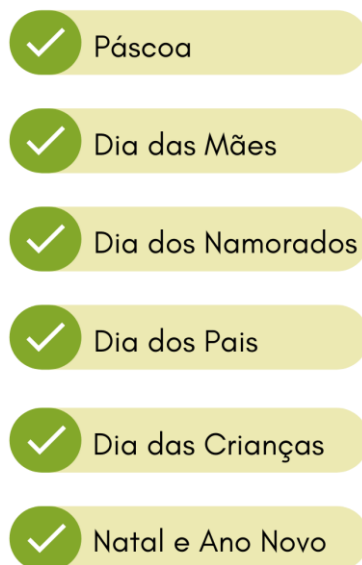 Páscoa
Dia das Mães
Dia dos Namorados
Dia dos Pais
Dia das Crianças
Natal e Ano Novo